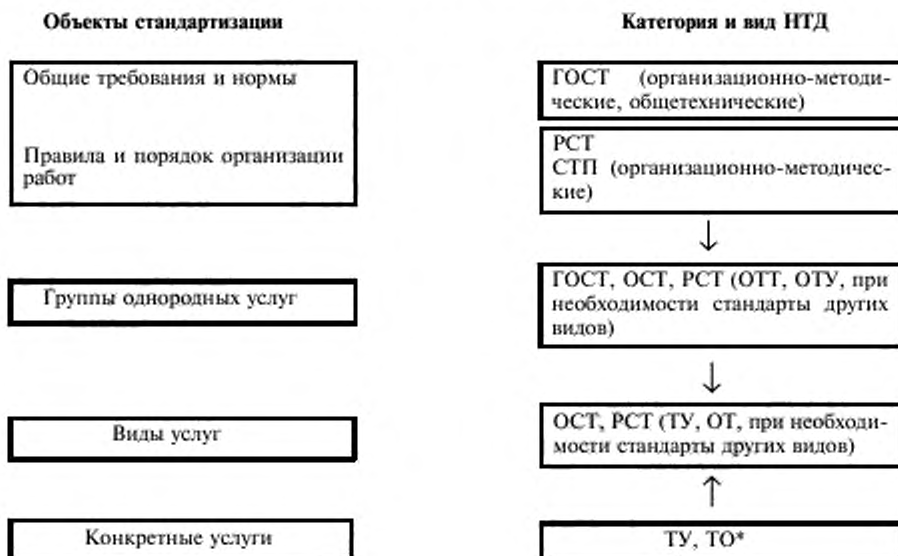 Объекты стандартизации
Категория и вид НТД
Общие требования и нормы
Правила и порядок организации
работ
ГОСТ (организационно-методи-
ческие, общетехнические)
РСТ
СТП (организационно-методичес-
кие)
Группы однородных услуг
ГОСТ, ОСТ, РСТ (ОТТ, ОТУ, при
необходимости стандарты других
видов)
Виды услуг
ОСТ, РСТ (ТУ, ОТ, при необходи-
мости стандарты других видов)
Конкретные услуги
ТУ, ТО*